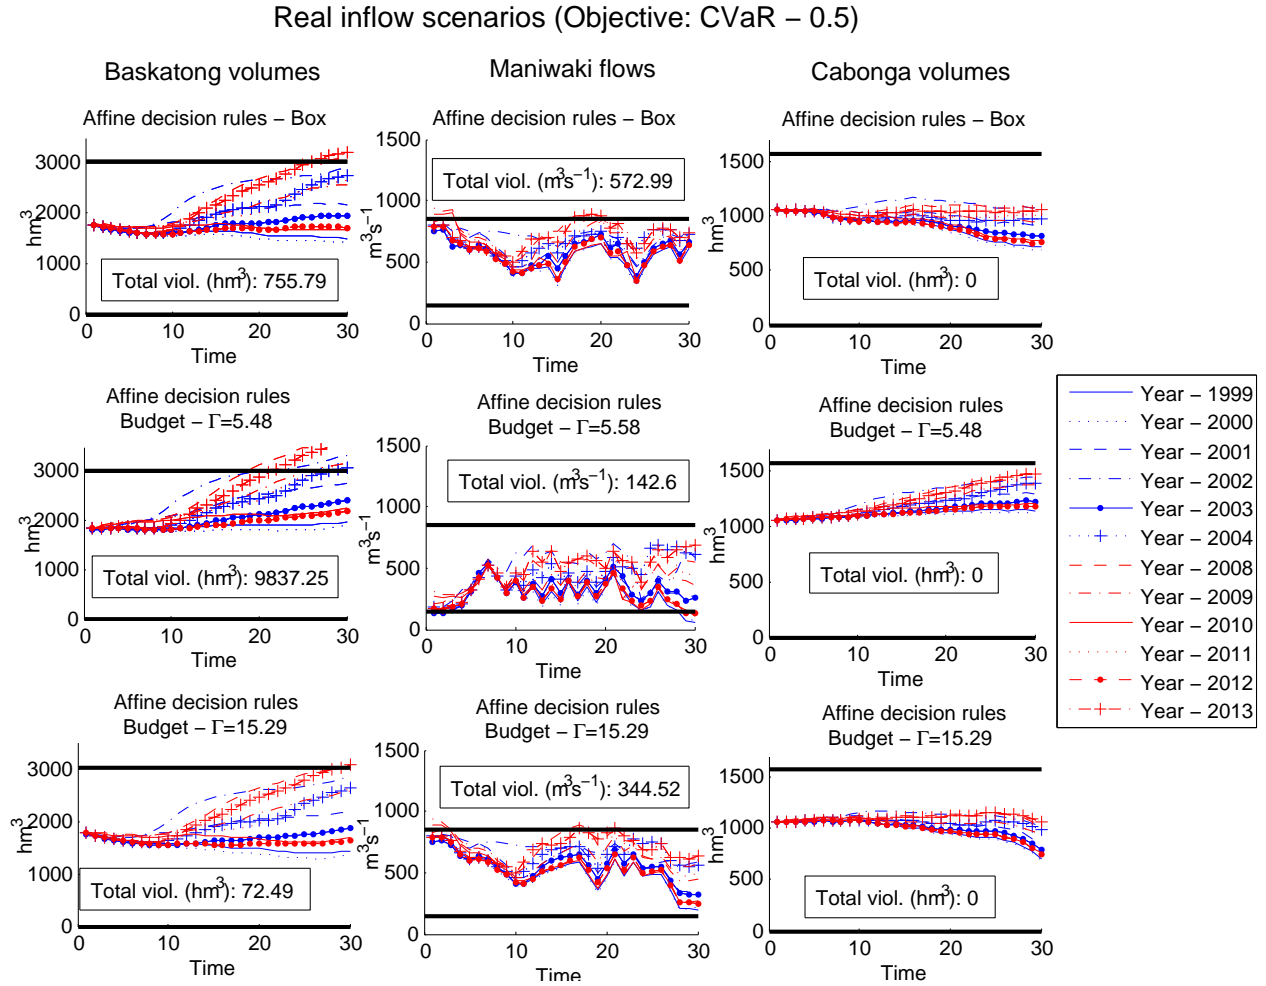 Real inflow scenarios (Objective: CVaR − 0.5)
Baskatong volumes
Maniwaki flows
Cabonga volumes
Affine decision rules − Box
3000
2000
1000
0
hm³
Total viol. (hm³): 755.79
0 10 20 30
Time
Affine decision rules − Box
1500
1000
500
0
m³s⁻¹
Total viol. (m³s⁻¹): 572.99
0 10 20 30
Time
Affine decision rules − Box
1500
1000
500
0
hm³
Total viol. (hm³): 0
0 10 20 30
Time
Affine decision rules
Budget − Γ=5.48
3000
2000
1000
0
hm³
Total viol. (hm³): 9837.25
0 10 20 30
Time
Affine decision rules
Budget − Γ=5.58
1500
1000
500
0
m³s⁻¹
Total viol. (m³s⁻¹): 142.6
0 10 20 30
Time
Affine decision rules
Budget − Γ=5.48
1500
1000
500
0
hm³
Total viol. (hm³): 0
0 10 20 30
Time
Year − 1999
Year − 2000
Year − 2001
Year − 2002
Year − 2003
Year − 2004
Year − 2008
Year − 2009
Year − 2010
Year − 2011
Year − 2012
Year − 2013
Affine decision rules
Budget − Γ=15.29
3000
2000
1000
0
hm³
Total viol. (hm³): 72.49
0 10 20 30
Time
Affine decision rules
Budget − Γ=15.29
1500
1000
500
0
m³s⁻¹
Total viol. (m³s⁻¹): 344.52
0 10 20 30
Time
Affine decision rules
Budget − Γ=15.29
1500
1000
500
0
hm³
Total viol. (hm³): 0
0 10 20 30
Time